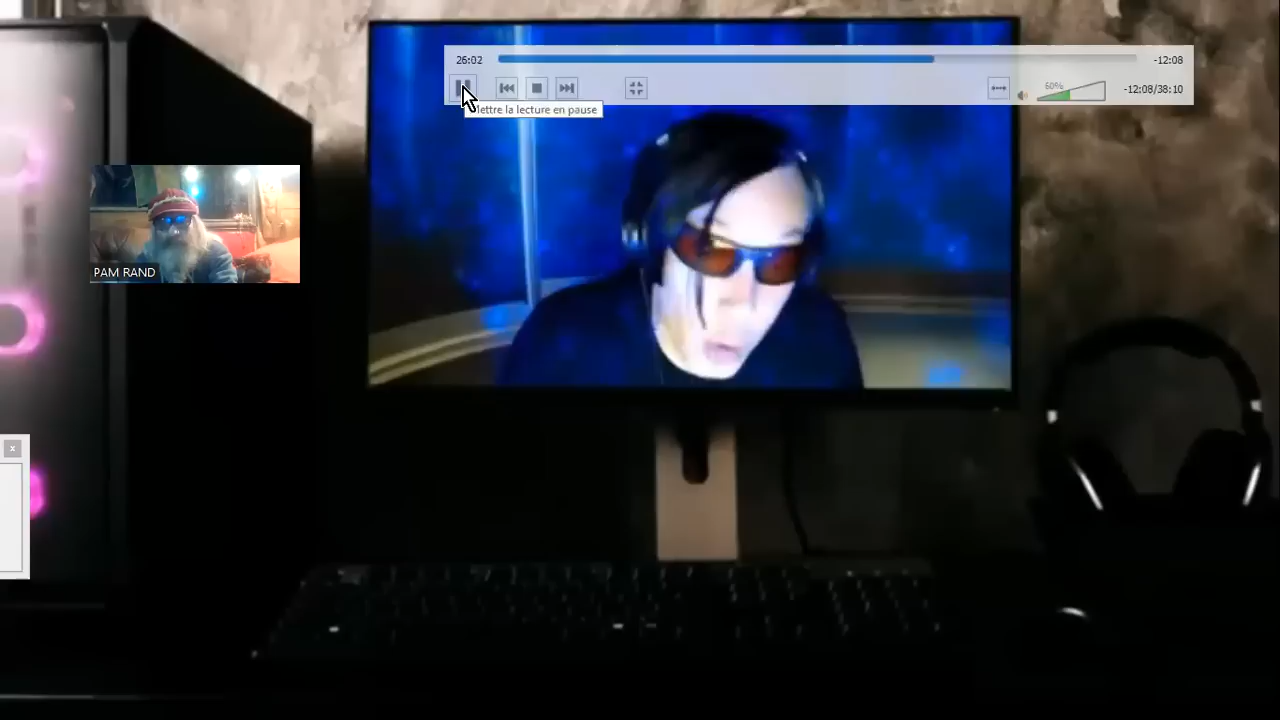 26:02
-12:08
60%
-12:08/38:10
Mettre la lecture en pause
PAM RAND
x